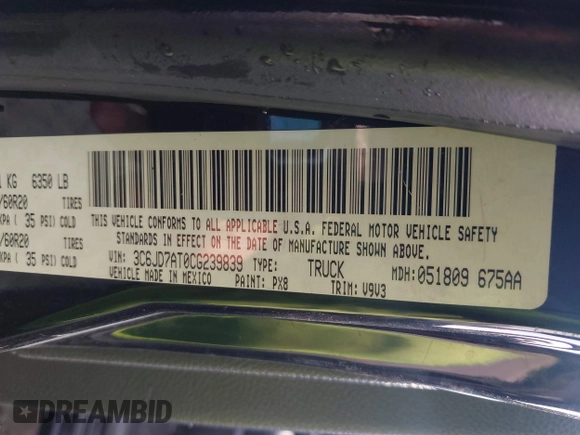 KG 6350 LB
/60R20 TIRES
KPA ( 35 PSI) COLD
/60R20 TIRES
KPA ( 35 PSI) COLD
THIS VEHICLE CONFORMS TO ALL APPLICABLE U.S.A. FEDERAL MOTOR VEHICLE SAFETY
STANDARDS IN EFFECT ON THE DATE OF MANUFACTURE SHOWN ABOVE.
VIN: 3C6JD7AT0CG239839 TYPE: TRUCK MDH: 051809 675AA
MADE IN MEXICO PAINT: PX8 TRIM: V9V3
DREAMBID